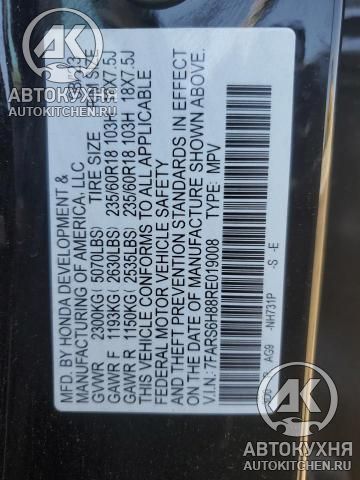 MFD. BY HONDA DEVELOPMENT &
MANUFACTURING OF AMERICA, LLC
TIRE SIZE
GVWR 2300KG( 5070LBS)
GAWR F 1193KG( 2630LBS) 235/60R18 103H 18X7.5J
GAWR R 1150KG( 2535LBS) 235/60R18 103H 18X7.5J
THIS VEHICLE CONFORMS TO ALL APPLICABLE
FEDERAL MOTOR VEHICLE SAFETY
AND THEFT PREVENTION STANDARDS IN EFFECT
ON THE DATE OF MANUFACTURE SHOWN ABOVE.
V.I.N.: 7FARS6H88RE019008 TYPE: MPV
AG9 -NH731P -S -E
АВТОКУХНЯ
AUTOKITCHEN.RU
АВТОКУХНЯ
AUTOKITCHEN.RU